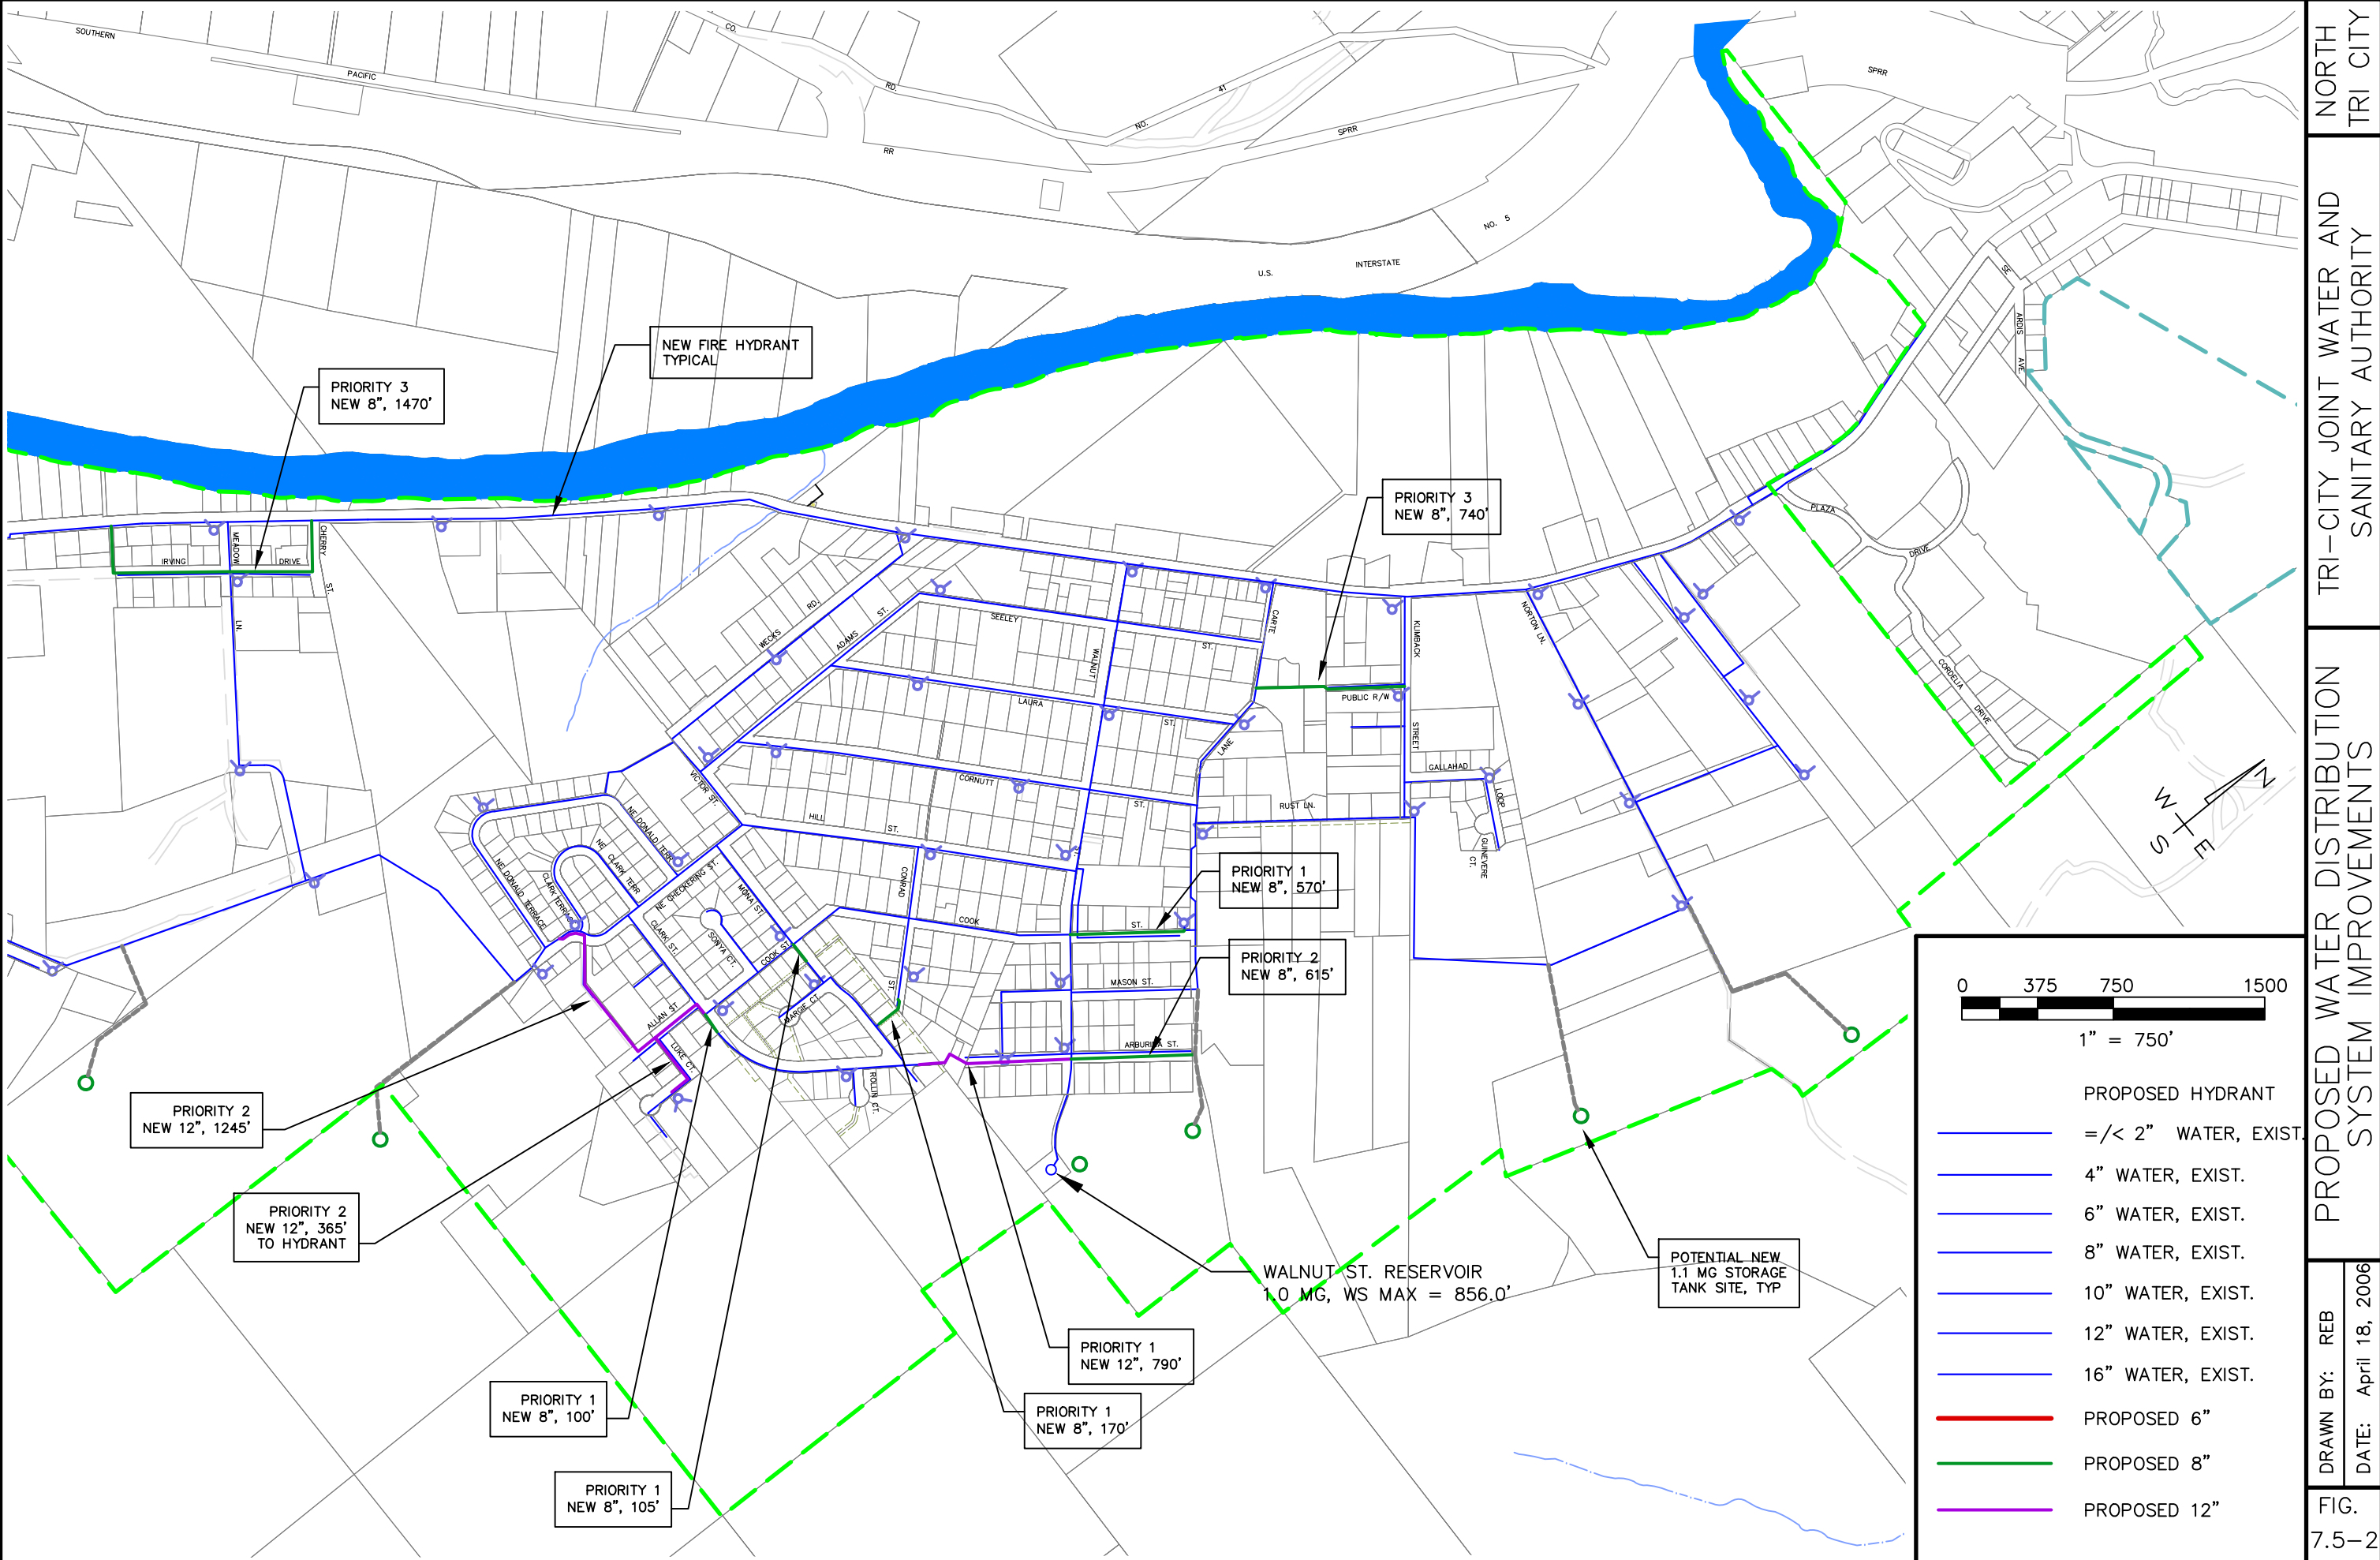 SOUTHERN
PACIFIC
RR
CO.
RD.
NO.
41
SPRR
SPRR
U.S.
INTERSTATE
NO. 5
SR
ARDIS
AVE.
NEW FIRE HYDRANT
TYPICAL
PRIORITY 3
NEW 8", 1470'
PRIORITY 3
NEW 8", 740'
IRVING
DRIVE
MEADOW
LN.
CHERRY
ST.
WECKS
RD.
ADAMS
ST.
SEELEY
ST.
WALNUT
ST.
LAURA
ST.
CORNUTT
ST.
HILL
ST.
VICTOR ST.
CARTE
LANE
KLIMBACK
STREET
PUBLIC R/W
GALLAHAD
LOOP
GUINEVERE
CT.
RUST LN.
NORTON LN.
PLAZA
DRIVE
CORDELIA
DRIVE
NE DONALD TERR
NE CLARK TERR
NE DONALD
TERRACE
CLARK TERRACE
NE CHECKERING ST.
MONA ST.
CLARK ST.
SONYA CT.
COOK ST.
CONRAD
ST.
COOK
ST.
MARGIE CT.
MASON ST.
ARBURUA ST.
ALLAN ST
LUKE CT.
ROLLIN CT.
PRIORITY 1
NEW 8", 570'
PRIORITY 2
NEW 8", 615'
PRIORITY 2
NEW 12", 1245'
PRIORITY 2
NEW 12", 365'
TO HYDRANT
PRIORITY 1
NEW 8", 100'
PRIORITY 1
NEW 8", 105'
PRIORITY 1
NEW 12", 790'
PRIORITY 1
NEW 8", 170'
WALNUT ST. RESERVOIR
1.0 MG, WS MAX = 856.0'
POTENTIAL NEW
1.1 MG STORAGE
TANK SITE, TYP
N
W
E
S
0 375 750 1500
1" = 750'
PROPOSED HYDRANT
=/< 2" WATER, EXIST.
4" WATER, EXIST.
6" WATER, EXIST.
8" WATER, EXIST.
10" WATER, EXIST.
12" WATER, EXIST.
16" WATER, EXIST.
PROPOSED 6"
PROPOSED 8"
PROPOSED 12"
NORTH
TRI CITY
TRI-CITY JOINT WATER AND
SANITARY AUTHORITY
PROPOSED WATER DISTRIBUTION
SYSTEM IMPROVEMENTS
DRAWN BY: REB
DATE: April 18, 2006
FIG.
7.5-2